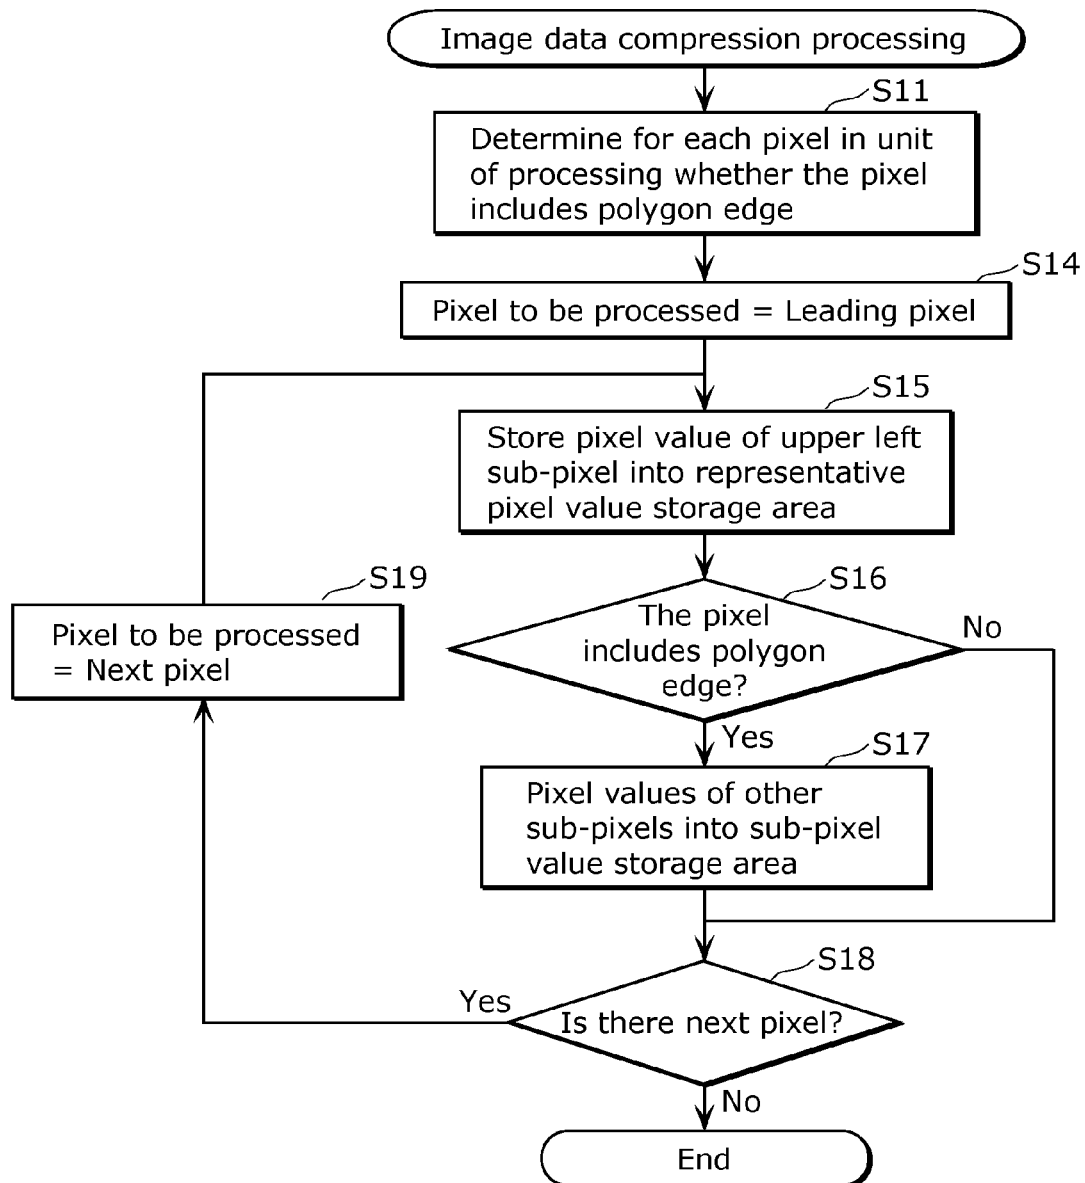 Image data compression processing
S11
Determine for each pixel in unit
of processing whether the pixel
includes polygon edge
S14
Pixel to be processed = Leading pixel
S15
Store pixel value of upper left
sub-pixel into representative
pixel value storage area
S19
Pixel to be processed
= Next pixel
S16
The pixel
includes polygon
edge?
No
Yes
S17
Pixel values of other
sub-pixels into sub-pixel
value storage area
S18
Yes
Is there next pixel?
No
End